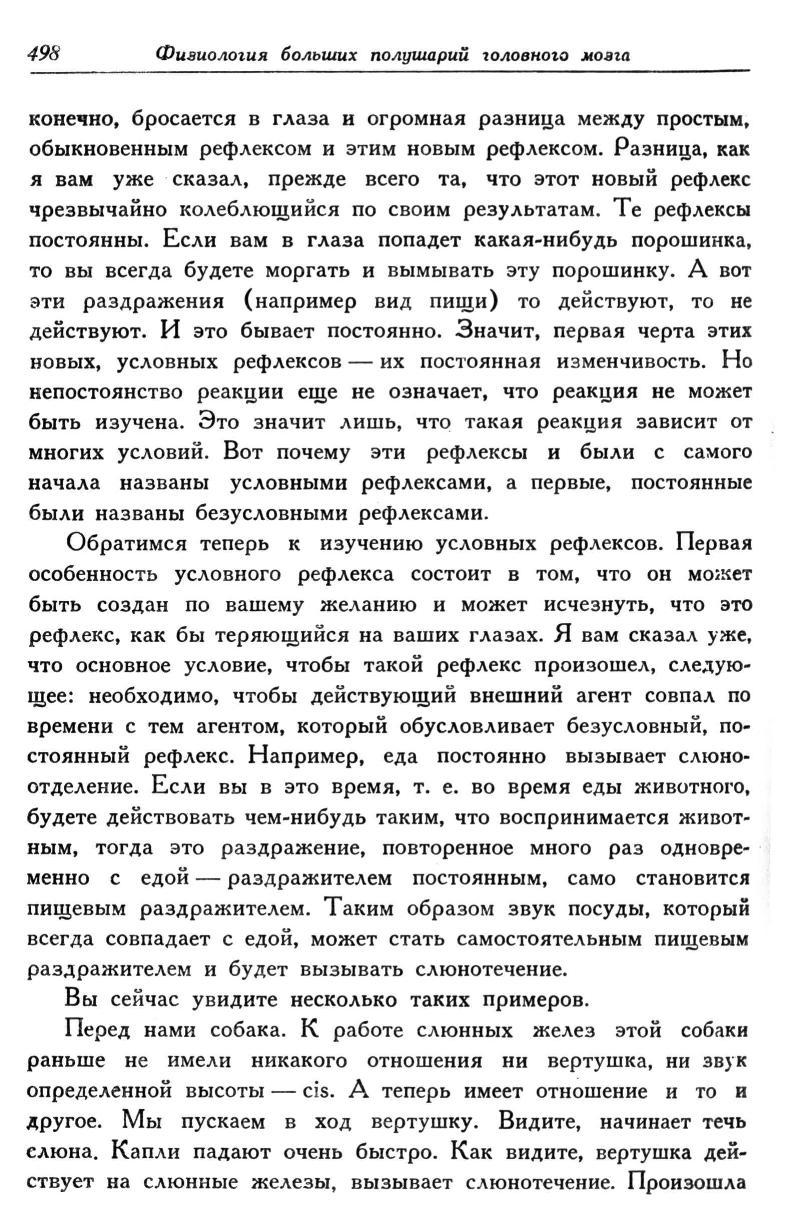 498 Физиология больших полушарий головного мозга
конечно, бросается в глаза и огромная разница между простым,
обыкновенным рефлексом и этим новым рефлексом. Разница, как
я вам уже сказал, прежде всего та, что этот новый рефлекс
чрезвычайно колеблющийся по своим результатам. Те рефлексы
постоянны. Если вам в глаза попадет какая-нибудь порошинка,
то вы всегда будете моргать и вымывать эту порошинку. А вот
эти раздражения (например вид пищи) то действуют, то не
действуют. И это бывает постоянно. Значит, первая черта этих
новых, условных рефлексов — их постоянная изменчивость. Но
непостоянство реакции еще не означает, что реакция не может
быть изучена. Это значит лишь, что такая реакция зависит от
многих условий. Вот почему эти рефлексы и были с самого
начала названы условными рефлексами, а первые, постоянные
были названы безусловными рефлексами.
Обратимся теперь к изучению условных рефлексов. Первая
особенность условного рефлекса состоит в том, что он может
быть создан по вашему желанию и может исчезнуть, что это
рефлекс, как бы теряющийся на ваших глазах. Я вам сказал уже,
что основное условие, чтобы такой рефлекс произошел, следую-
щее: необходимо, чтобы действующий внешний агент совпал по
времени с тем агентом, который обусловливает безусловный, по-
стоянный рефлекс. Например, еда постоянно вызывает слюно-
отделение. Если вы в это время, т. е. во время еды животного,
будете действовать чем-нибудь таким, что воспринимается живот-
ным, тогда это раздражение, повторенное много раз одновре-
менно с едой — раздражителем постоянным, само становится
пищевым раздражителем. Таким образом звук посуды, который
всегда совпадает с едой, может стать самостоятельным пищевым
раздражителем и будет вызывать слюнотечение.
Вы сейчас увидите несколько таких примеров.
Перед нами собака. К работе слюнных желез этой собаки
раньше не имели никакого отношения ни вертушка, ни звук
определенной высоты — cis. А теперь имеет отношение и то и
другое. Мы пускаем в ход вертушку. Видите, начинает течь
слюна. Капли падают очень быстро. Как видите, вертушка дей-
ствует на слюнные железы, вызывает слюнотечение. Произошла